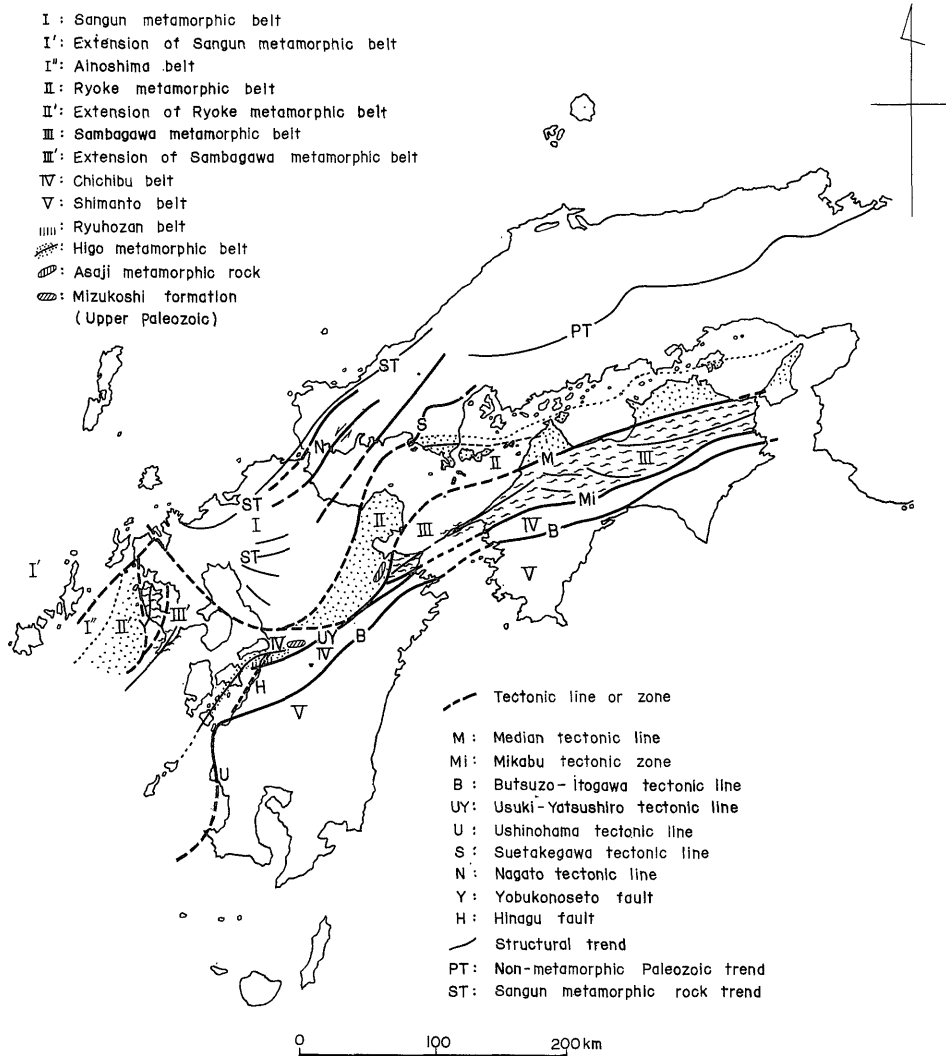 I : Sangun metamorphic belt
I': Extension of Sangun metamorphic belt
I": Ainoshima belt
II : Ryoke metamorphic belt
II': Extension of Ryoke metamorphic belt
III : Sambagawa metamorphic belt
III': Extension of Sambagawa metamorphic belt
IV : Chichibu belt
V : Shimanto belt
: Ryuhozan belt
: Higo metamorphic belt
: Asaji metamorphic rock
: Mizukoshi formation
(Upper Paleozoic)
PT
ST
S
N
M
II
III
ST
Mi
I
II
III
IV
B
ST
V
I'
I"
II'
III'
IV
UY
IV
B
H
V
U
Tectonic line or zone
M : Median tectonic line
Mi : Mikabu tectonic zone
B : Butsuzo-Itogawa tectonic line
UY: Usuki-Yatsushiro tectonic line
U : Ushinohama tectonic line
S : Suetakegawa tectonic line
N : Nagato tectonic line
Y : Yobukonoseto fault
H : Hinagu fault
Structural trend
PT: Non-metamorphic Paleozoic trend
ST: Sangun metamorphic rock trend
0 100 200 km